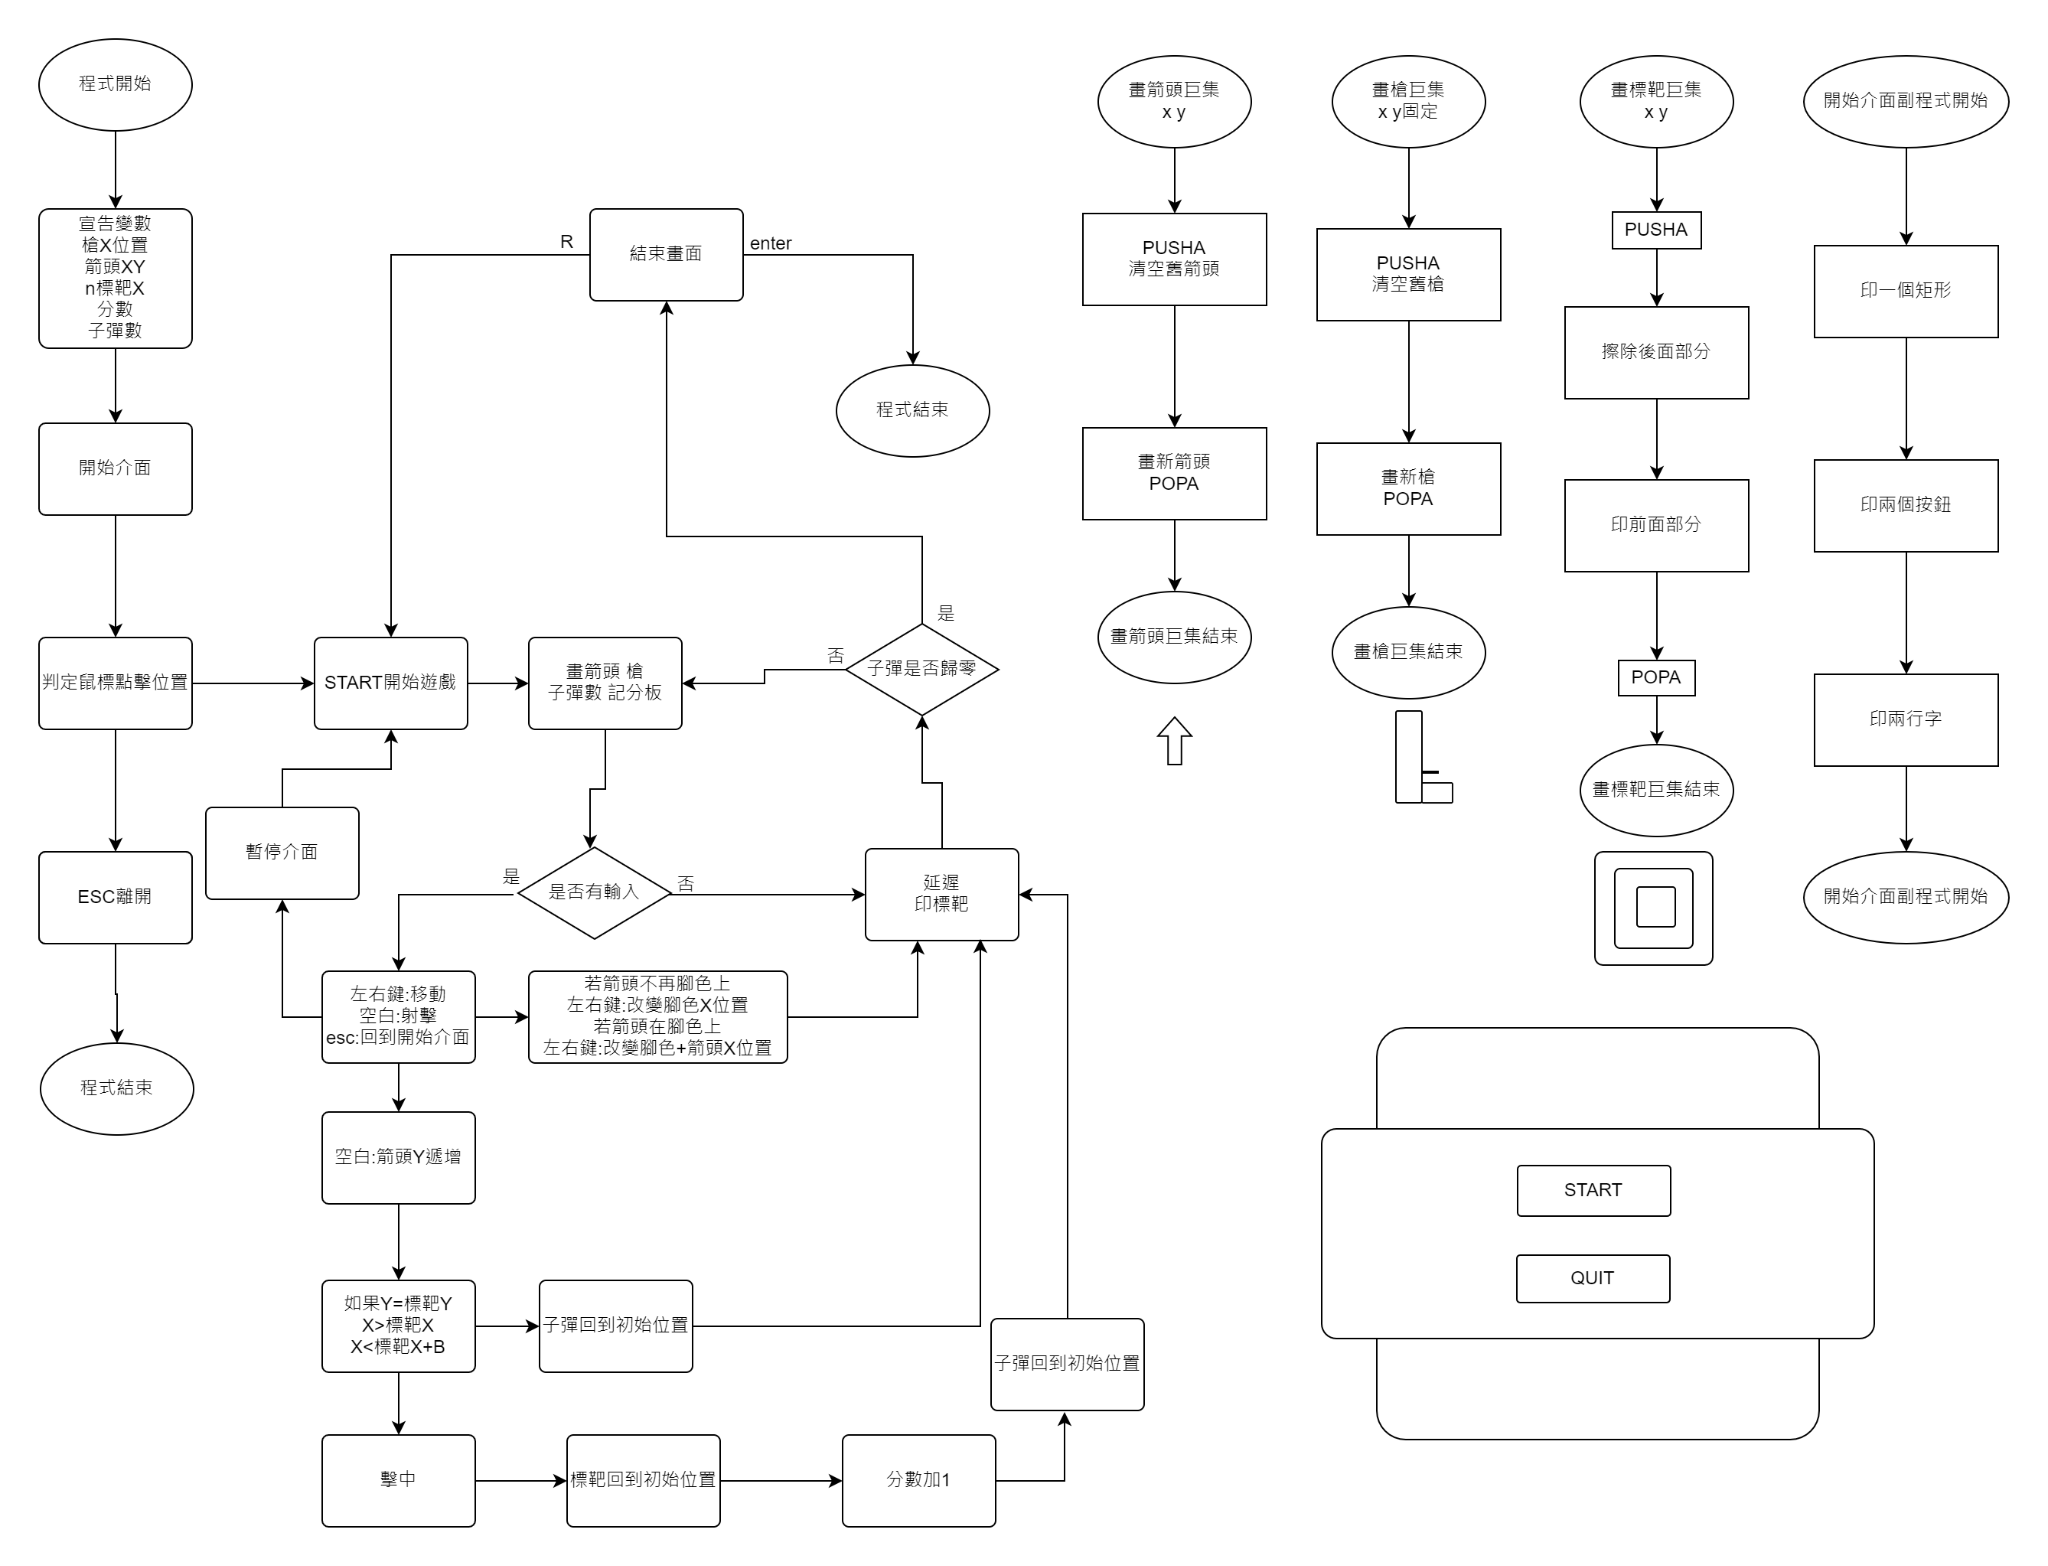 程式開始
宣告變數
槍X位置
箭頭XY
n標靶X
分數
子彈數
開始介面
判定鼠標點擊位置
ESC離開
程式結束
START開始遊戲
暫停介面
畫箭頭 槍
子彈數 記分板
是否有輸入
是
否
左右鍵:移動
空白:射擊
esc:回到開始介面
若箭頭不再腳色上
左右鍵:改變腳色X位置
若箭頭在腳色上
左右鍵:改變腳色+箭頭X位置
空白:箭頭Y遞增
如果Y=標靶Y
X>標靶X
X<標靶X+B
子彈回到初始位置
擊中
標靶回到初始位置
分數加1
子彈回到初始位置
延遲
印標靶
子彈是否歸零
是
否
結束畫面
R
enter
程式結束
畫箭頭巨集
x y
PUSHA
清空舊箭頭
畫新箭頭
POPA
畫箭頭巨集結束
畫槍巨集
x y固定
PUSHA
清空舊槍
畫新槍
POPA
畫槍巨集結束
畫標靶巨集
x y
PUSHA
擦除後面部分
印前面部分
POPA
畫標靶巨集結束
開始介面副程式開始
印一個矩形
印兩個按鈕
印兩行字
開始介面副程式開始
START
QUIT